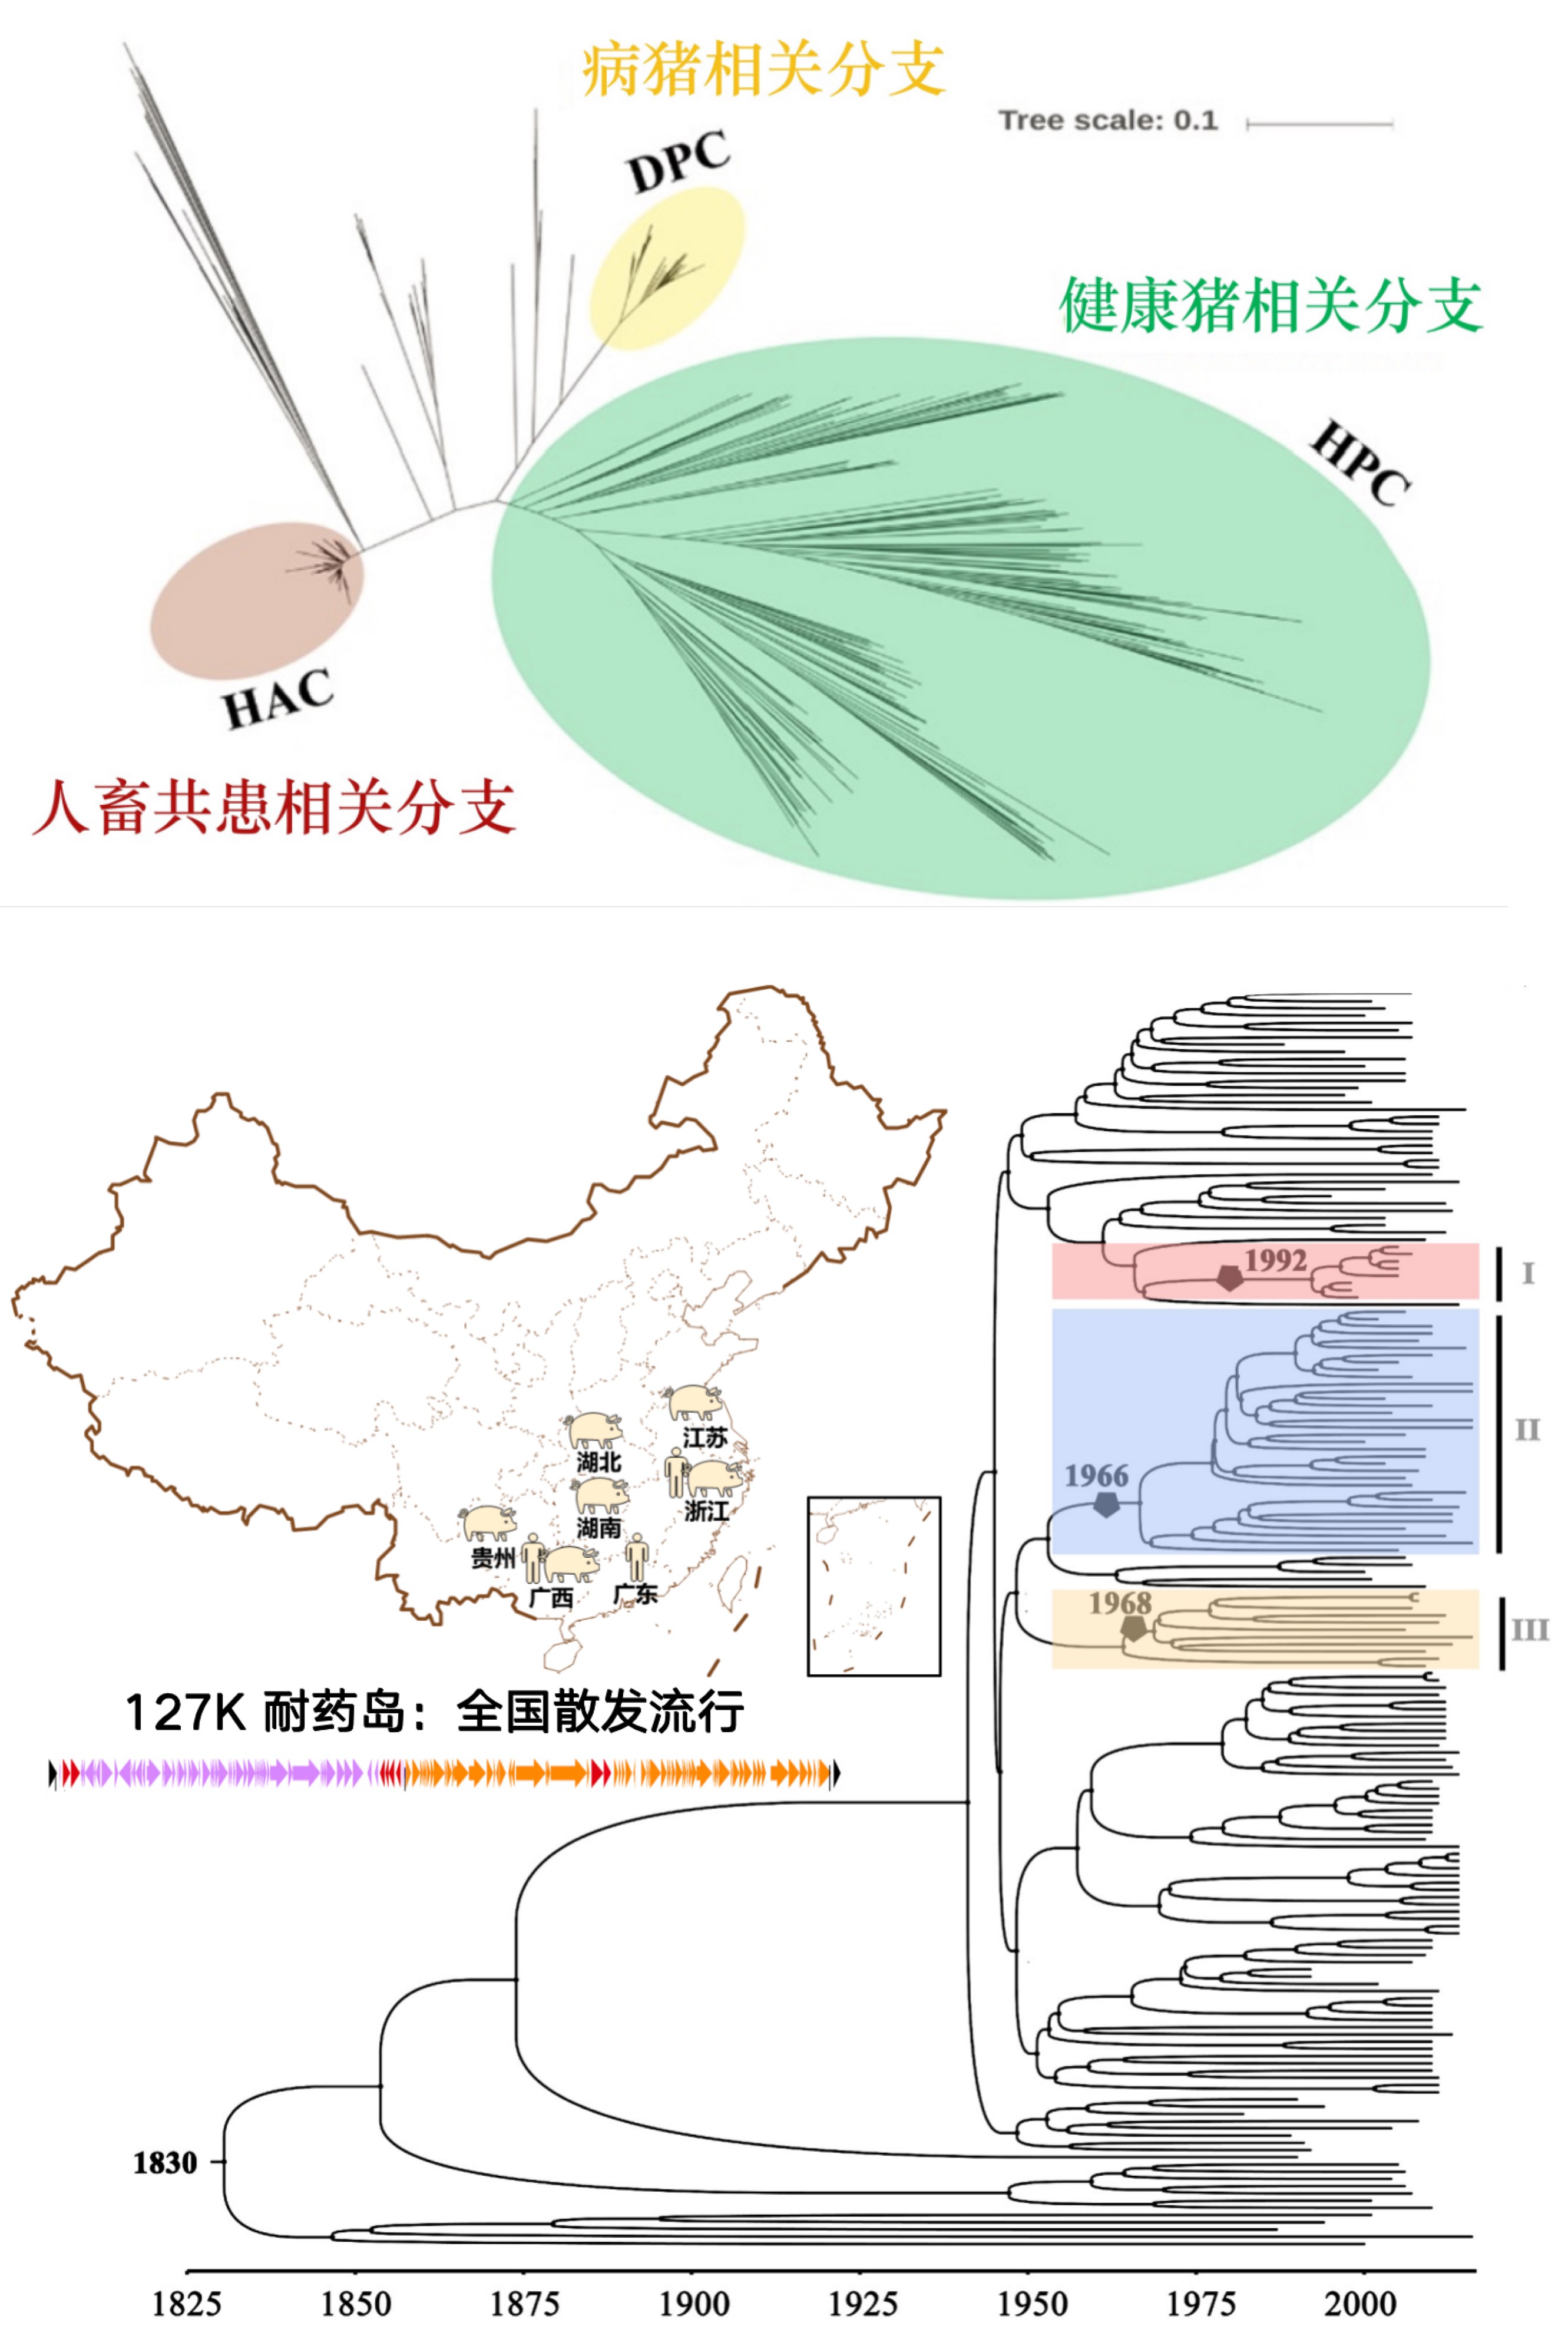 病猪相关分支
Tree scale: 0.1
DPC
健康猪相关分支
HPC
HAC
人畜共患相关分支
1992
I
II
1966
江苏
湖北
浙江
湖南
贵州
广西
广东
1968
III
127K 耐药岛：全国散发流行
1830
1825 1850 1875 1900 1925 1950 1975 2000